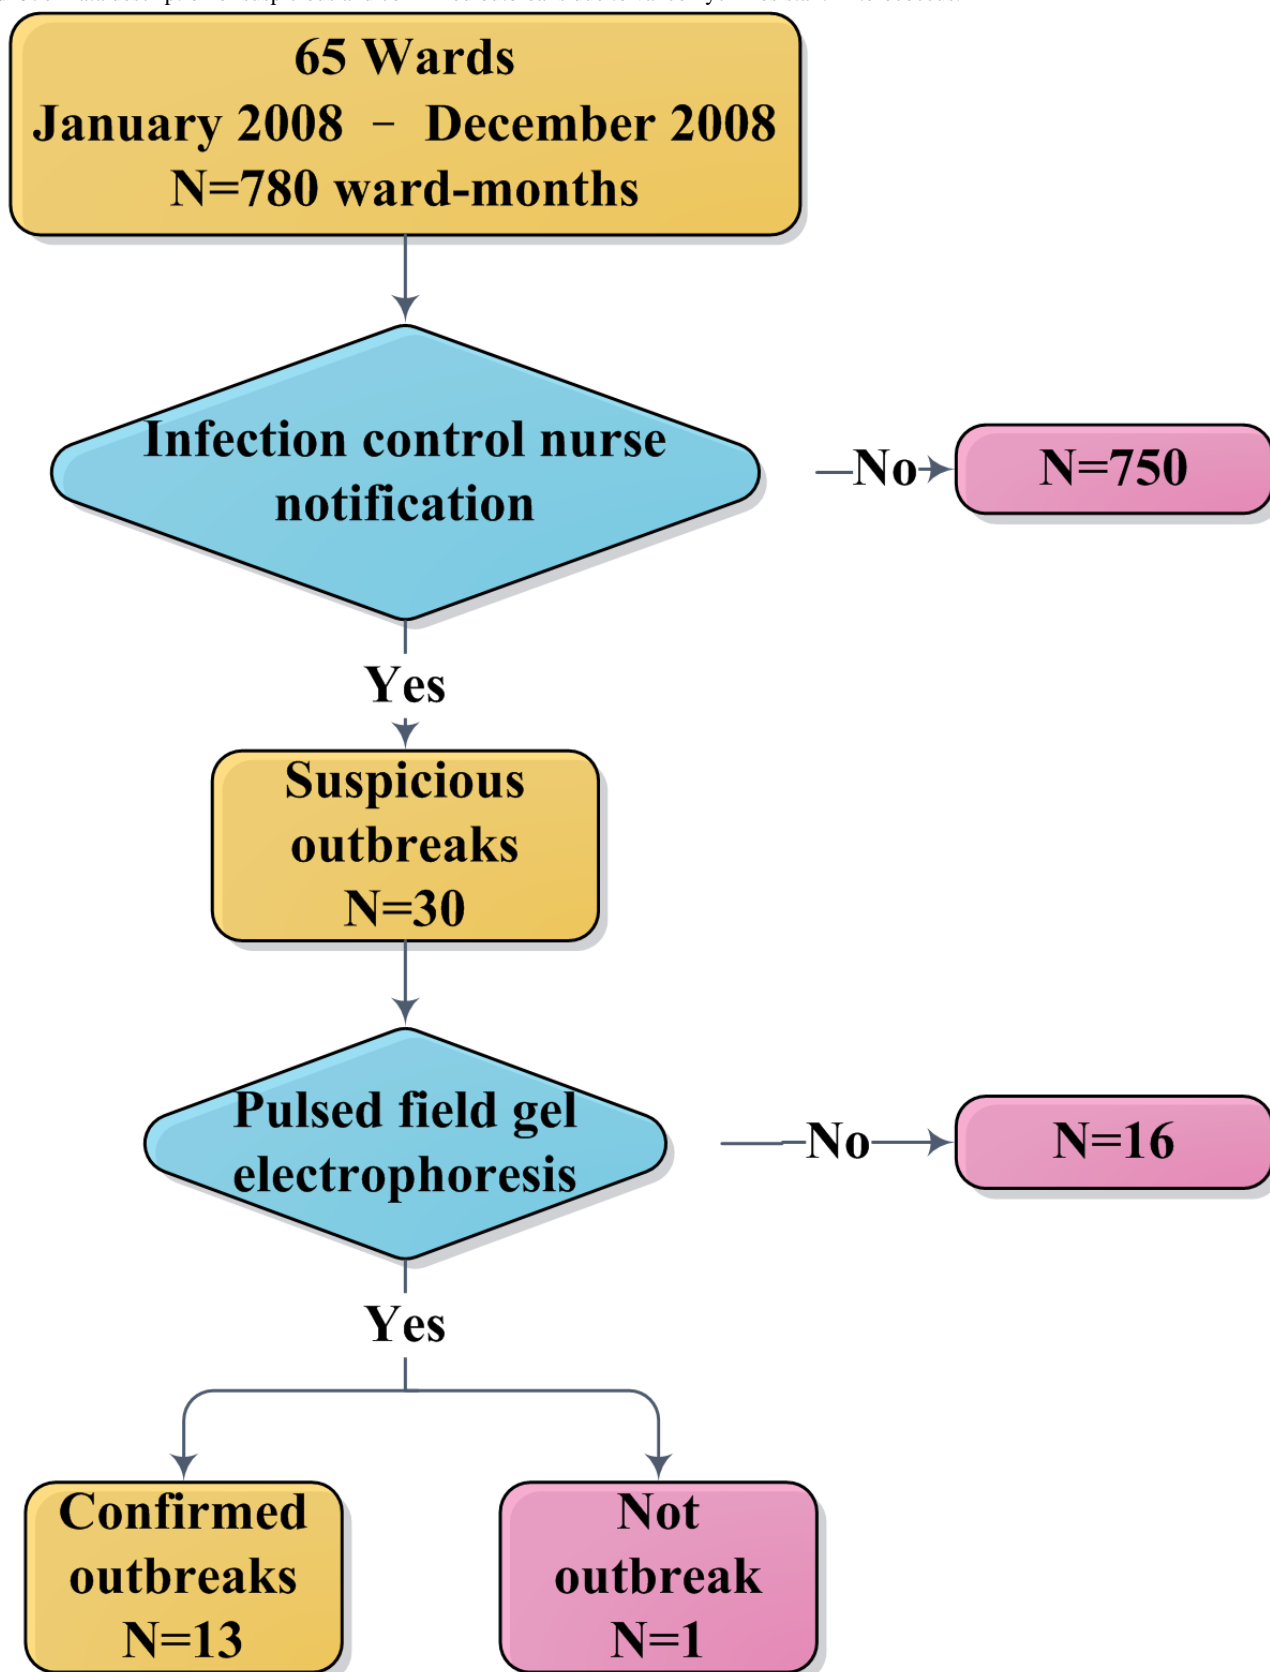 65 Wards
January 2008 – December 2008
N=780 ward-months
Infection control nurse
notification
No
N=750
Yes
Suspicious
outbreaks
N=30
Pulsed field gel
electrophoresis
No
N=16
Yes
Confirmed
outbreaks
N=13
Not
outbreak
N=1